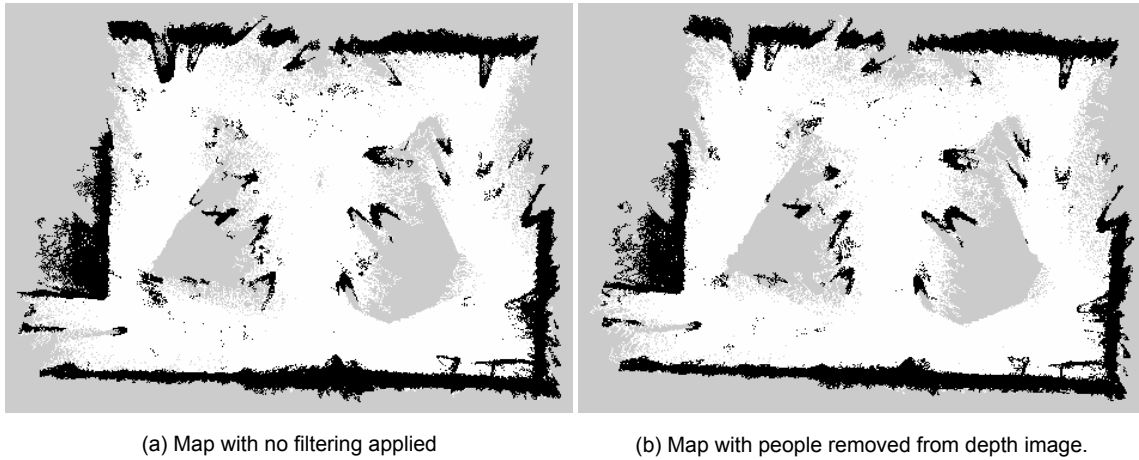 (a) Map with no filtering applied
(b) Map with people removed from depth image.